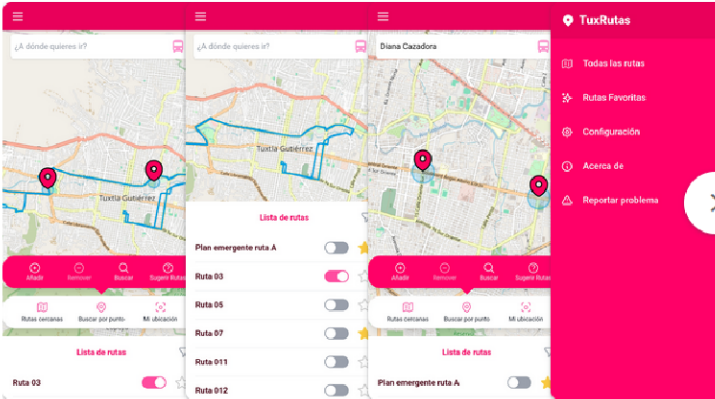 ¿A dónde quieres ir?
Tuxtla Gutiérrez
Añadir
Remover
Buscar
Sugerir Rutas
Rutas cercanas
Buscar por punto
Mi ubicación
Lista de rutas
Ruta 03
¿A dónde quieres ir?
Tuxtla Gutiérrez
Lista de rutas
Plan emergente ruta A
Ruta 03
Ruta 05
Ruta 07
Ruta 011
Ruta 012
Diana Cazadora
Añadir
Remover
Buscar
Sugerir Rutas
Rutas cercanas
Buscar por punto
Mi ubicación
Lista de rutas
Plan emergente ruta A
TuxRutas
Todas las rutas
Rutas Favoritas
Configuración
Acerca de
Reportar problema